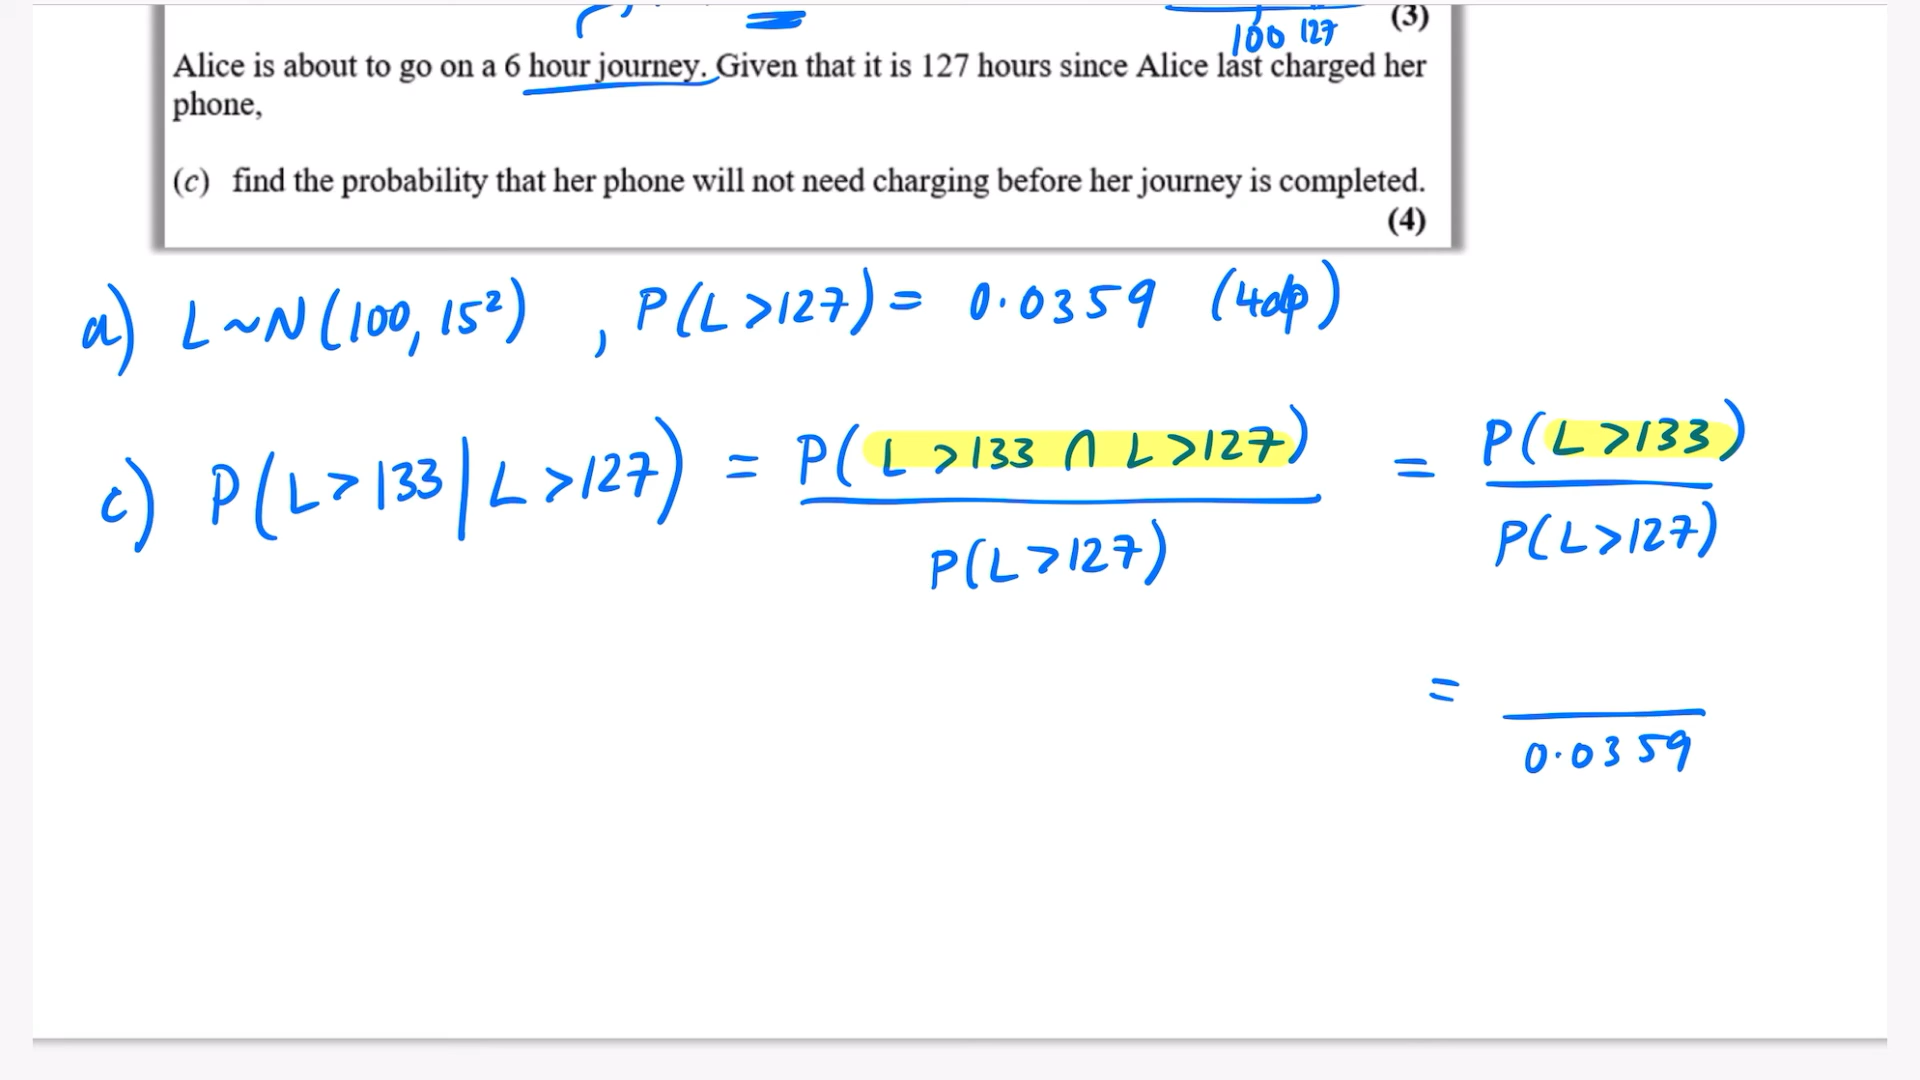 (3)
100 127
Alice is about to go on a 6 hour journey. Given that it is 127 hours since Alice last charged her
phone,
(c) find the probability that her phone will not need charging before her journey is completed.
(4)
a) L~N(100, 15²) , P(L>127) = 0.0359 (4dp)
c) P(L>133|L>127) = P(L>133 ∩ L>127) = P(L>133)
P(L>127) P(L>127)
=
0.0359